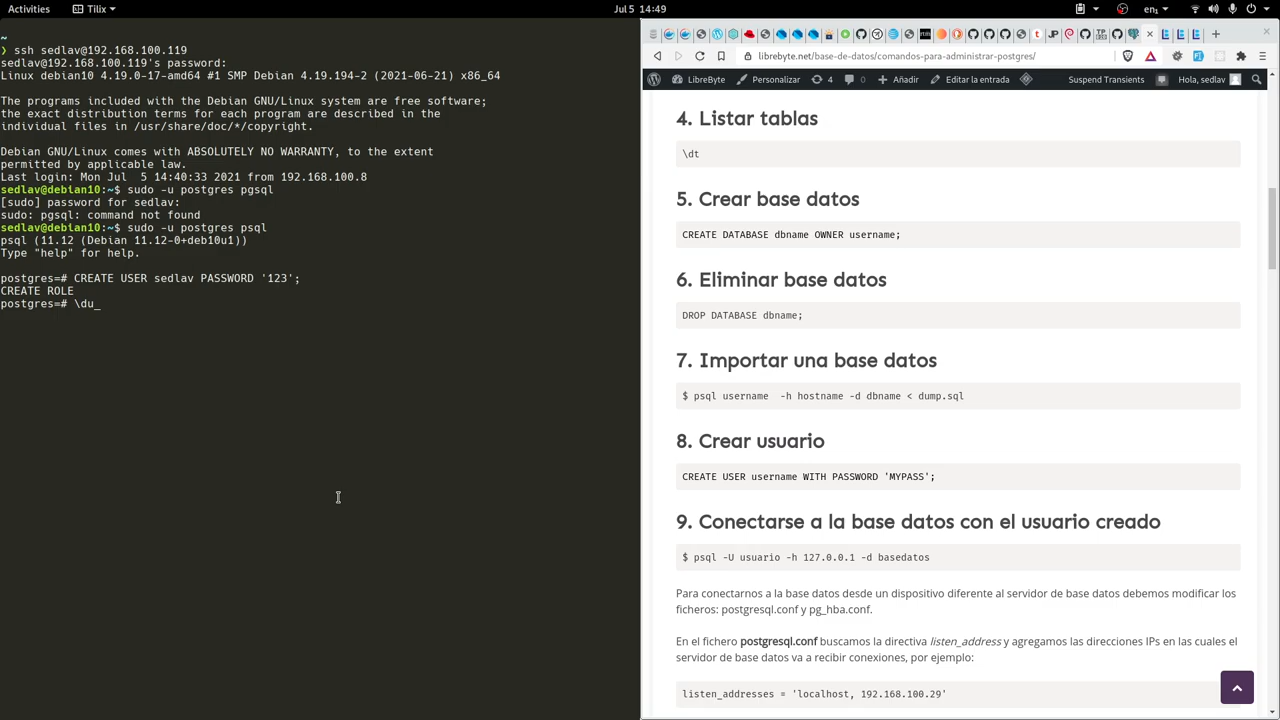 Activities
Tilix
Jul 5 14:49
en₁
~
❯ ssh sedlav@192.168.100.119
sedlav@192.168.100.119's password:
Linux debian10 4.19.0-17-amd64 #1 SMP Debian 4.19.194-2 (2021-06-21) x86_64
The programs included with the Debian GNU/Linux system are free software;
the exact distribution terms for each program are described in the
individual files in /usr/share/doc/*/copyright.
Debian GNU/Linux comes with ABSOLUTELY NO WARRANTY, to the extent
permitted by applicable law.
Last login: Mon Jul  5 14:40:33 2021 from 192.168.100.8
sedlav@debian10:~$ sudo -u postgres pgsql
[sudo] password for sedlav:
sudo: pgsql: command not found
sedlav@debian10:~$ sudo -u postgres psql
psql (11.12 (Debian 11.12-0+deb10u1))
Type "help" for help.
postgres=# CREATE USER sedlav PASSWORD '123';
CREATE ROLE
postgres=# \du_
librebyte.net/base-de-datos/comandos-para-administrar-postgres/
LibreByte
Personalizar
4
0
Añadir
Editar la entrada
Suspend Transients
Hola, sedlav
4. Listar tablas
\dt
5. Crear base datos
CREATE DATABASE dbname OWNER username;
6. Eliminar base datos
DROP DATABASE dbname;
7. Importar una base datos
$ psql username  -h hostname -d dbname < dump.sql
8. Crear usuario
CREATE USER username WITH PASSWORD 'MYPASS';
9. Conectarse a la base datos con el usuario creado
$ psql -U usuario -h 127.0.0.1 -d basedatos
Para conectarnos a la base datos desde un dispositivo diferente al servidor de base datos debemos modificar los
ficheros: postgresql.conf y pg_hba.conf.
En el fichero postgresql.conf buscamos la directiva listen_address y agregamos las direcciones IPs en las cuales el
servidor de base datos va a recibir conexiones, por ejemplo:
listen_addresses = 'localhost, 192.168.100.29'